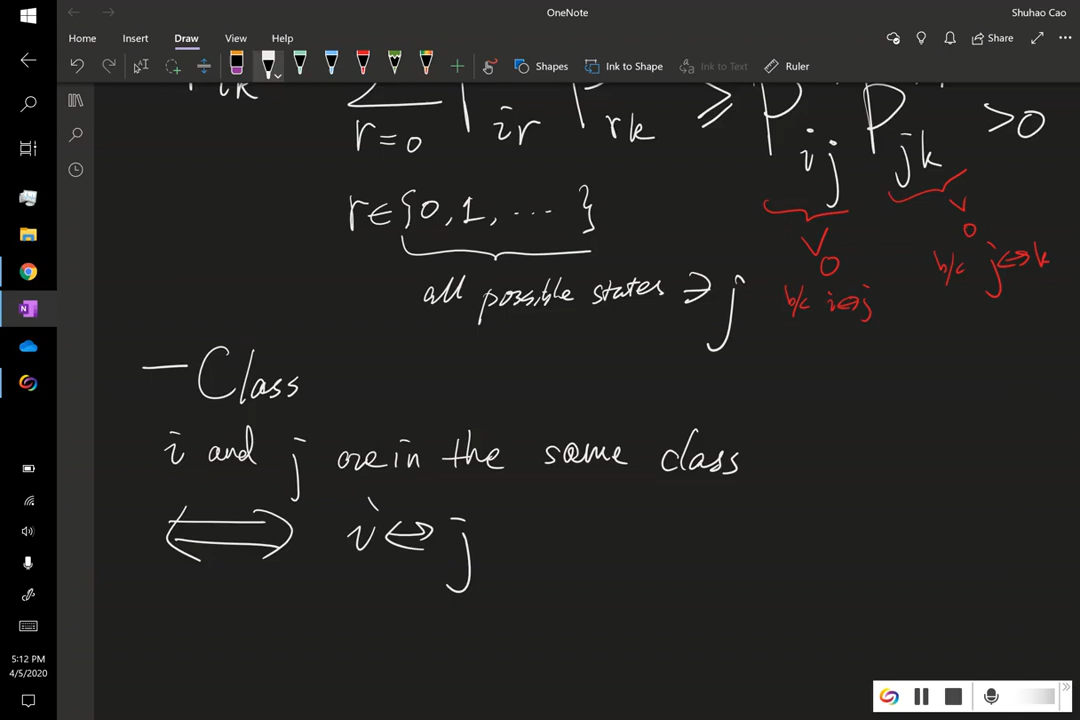 OneNote
Shuhao Cao
Home Insert Draw View Help
Share
Shapes Ink to Shape Ink to Text Ruler
ik Σ r=0 P ir P rk ≥ P ij P jk >0
r∈{0,1,...}
all possible states ∋ j
∨ 0
b/c i↔j
∨ 0
b/c j↔k
— Class
i and j are in the same class
⟺ i↔j
5:12 PM
4/5/2020